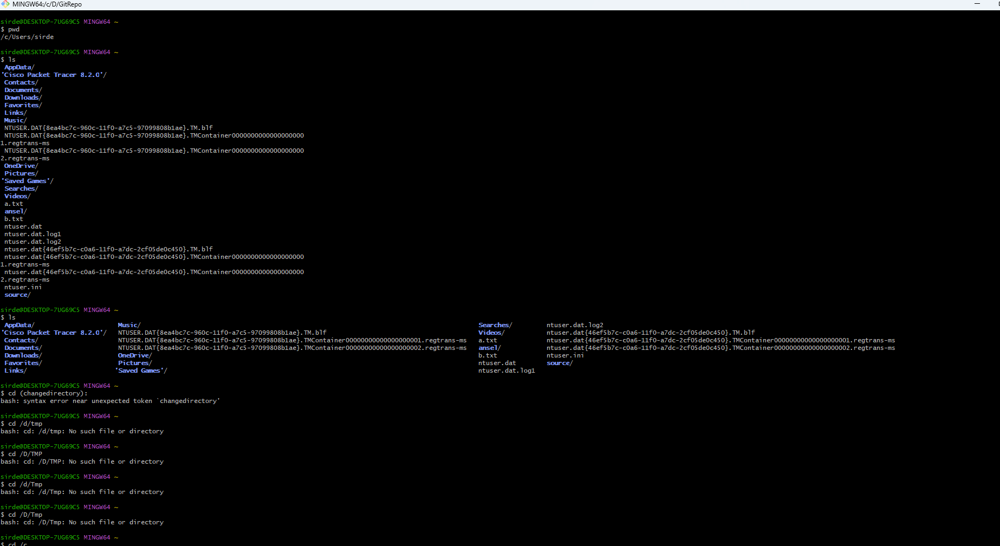 MINGW64:/c/D/GitRepo
sirde@DESKTOP-7UG69C5 MINGW64 ~
$ pwd
/c/Users/sirde
sirde@DESKTOP-7UG69C5 MINGW64 ~
$ ls
AppData/
'Cisco Packet Tracer 8.2.0'/
Contacts/
Documents/
Downloads/
Favorites/
Links/
Music/
NTUSER.DAT{8ea4bc7c-960c-11f0-a7c5-97099808b1ae}.TM.blf
NTUSER.DAT{8ea4bc7c-960c-11f0-a7c5-97099808b1ae}.TMContainer0000000000000000000
1.regtrans-ms
NTUSER.DAT{8ea4bc7c-960c-11f0-a7c5-97099808b1ae}.TMContainer0000000000000000000
2.regtrans-ms
OneDrive/
Pictures/
'Saved Games'/
Searches/
Videos/
a.txt
ansel/
b.txt
ntuser.dat
ntuser.dat.log1
ntuser.dat.log2
ntuser.dat{46ef5b7c-c0a6-11f0-a7dc-2cf05de0c450}.TM.blf
ntuser.dat{46ef5b7c-c0a6-11f0-a7dc-2cf05de0c450}.TMContainer0000000000000000000
1.regtrans-ms
ntuser.dat{46ef5b7c-c0a6-11f0-a7dc-2cf05de0c450}.TMContainer0000000000000000000
2.regtrans-ms
ntuser.ini
source/
sirde@DESKTOP-7UG69C5 MINGW64 ~
$ ls
AppData/ Music/ Searches/ ntuser.dat.log2
'Cisco Packet Tracer 8.2.0'/ NTUSER.DAT{8ea4bc7c-960c-11f0-a7c5-97099808b1ae}.TM.blf Videos/ ntuser.dat{46ef5b7c-c0a6-11f0-a7dc-2cf05de0c450}.TM.blf
Contacts/ NTUSER.DAT{8ea4bc7c-960c-11f0-a7c5-97099808b1ae}.TMContainer00000000000000000001.regtrans-ms a.txt ntuser.dat{46ef5b7c-c0a6-11f0-a7dc-2cf05de0c450}.TMContainer00000000000000000001.regtrans-ms
Documents/ NTUSER.DAT{8ea4bc7c-960c-11f0-a7c5-97099808b1ae}.TMContainer00000000000000000002.regtrans-ms ansel/ ntuser.dat{46ef5b7c-c0a6-11f0-a7dc-2cf05de0c450}.TMContainer00000000000000000002.regtrans-ms
Downloads/ OneDrive/ b.txt ntuser.ini
Favorites/ Pictures/ ntuser.dat source/
Links/ 'Saved Games'/ ntuser.dat.log1
sirde@DESKTOP-7UG69C5 MINGW64 ~
$ cd (changedirectory):
bash: syntax error near unexpected token `changedirectory'
sirde@DESKTOP-7UG69C5 MINGW64 ~
$ cd /d/tmp
bash: cd: /d/tmp: No such file or directory
sirde@DESKTOP-7UG69C5 MINGW64 ~
$ cd /D/TMP
bash: cd: /D/TMP: No such file or directory
sirde@DESKTOP-7UG69C5 MINGW64 ~
$ cd /d/Tmp
bash: cd: /d/Tmp: No such file or directory
sirde@DESKTOP-7UG69C5 MINGW64 ~
$ cd /D/Tmp
bash: cd: /D/Tmp: No such file or directory
sirde@DESKTOP-7UG69C5 MINGW64 ~
$ cd /c